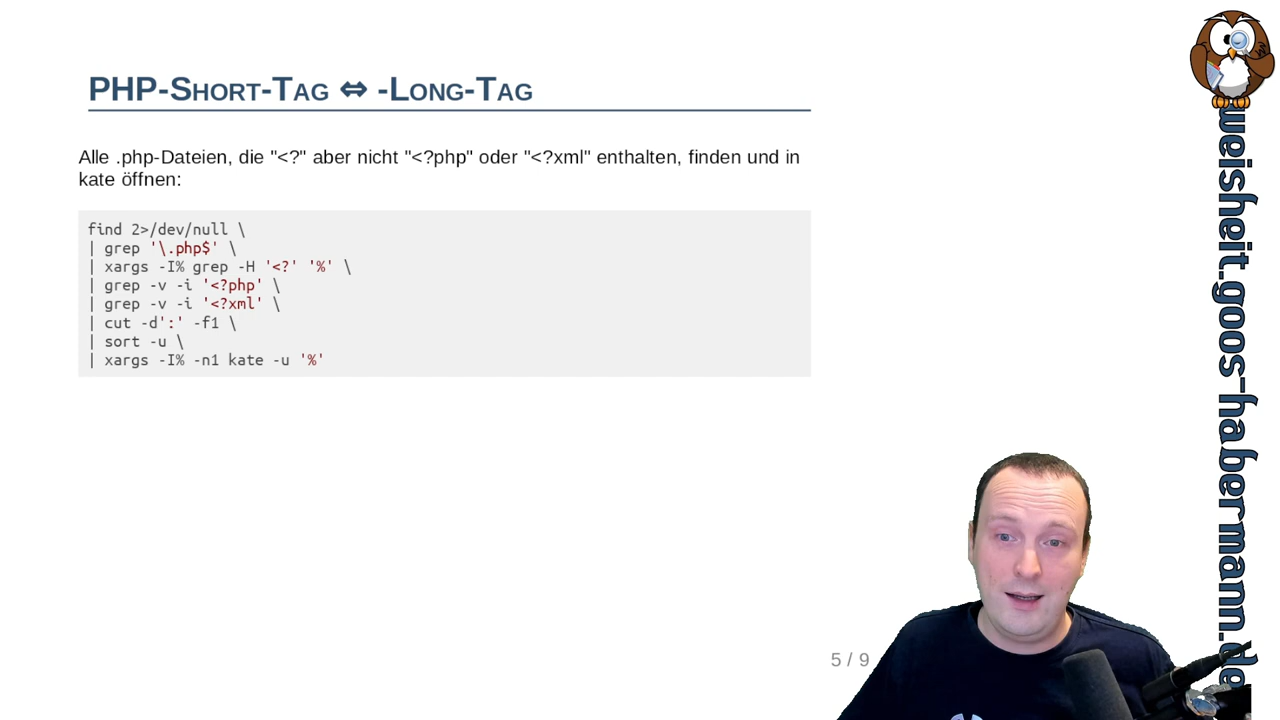 PHP-Short-Tag ⇔ -Long-Tag
Alle .php-Dateien, die "<?" aber nicht "<?php" oder "<?xml" enthalten, finden und in
kate öffnen:
find 2>/dev/null \
| grep '\.php$' \
| xargs -I% grep -H '<?' '%' \
| grep -v -i '<?php' \
| grep -v -i '<?xml' \
| cut -d':' -f1 \
| sort -u \
| xargs -I% -n1 kate -u '%'
5 / 9
weisheit.goos-habermann.de